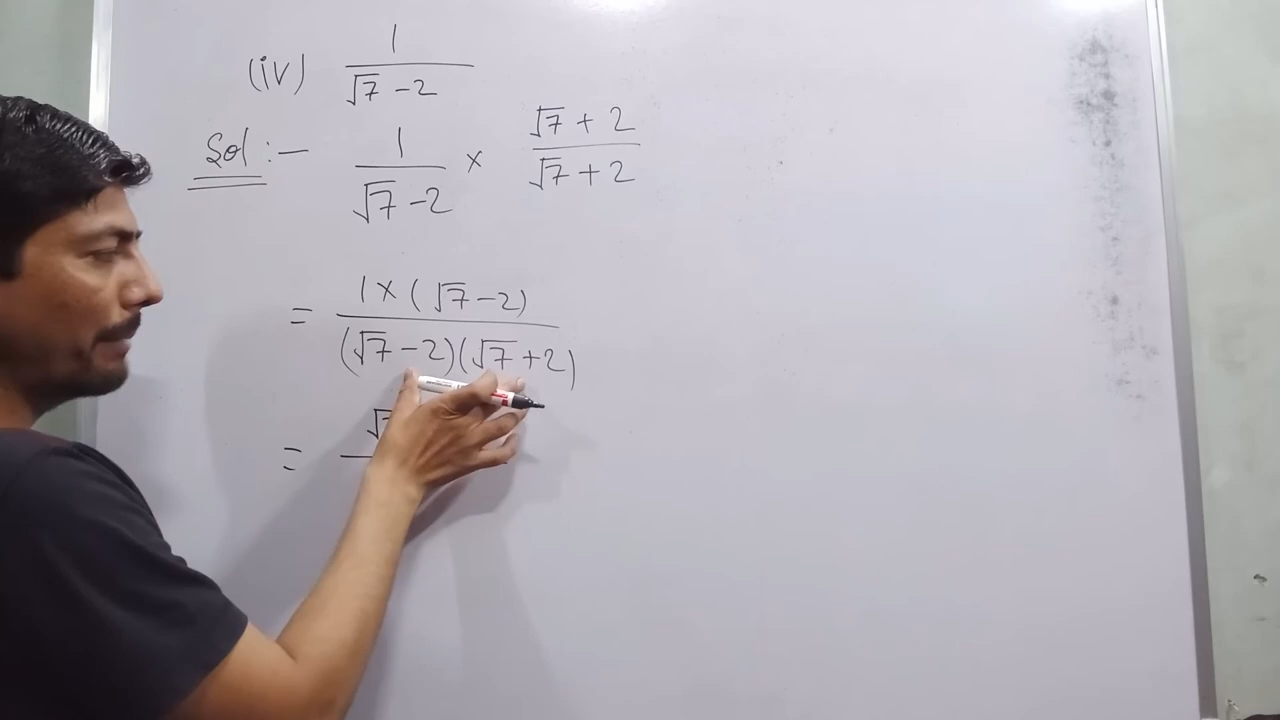 (iv) 1/(√7 − 2)
Sol :− 1/(√7 − 2) × (√7 + 2)/(√7 + 2)
= 1 × (√7 − 2)/(√7 − 2)(√7 + 2)
= √7